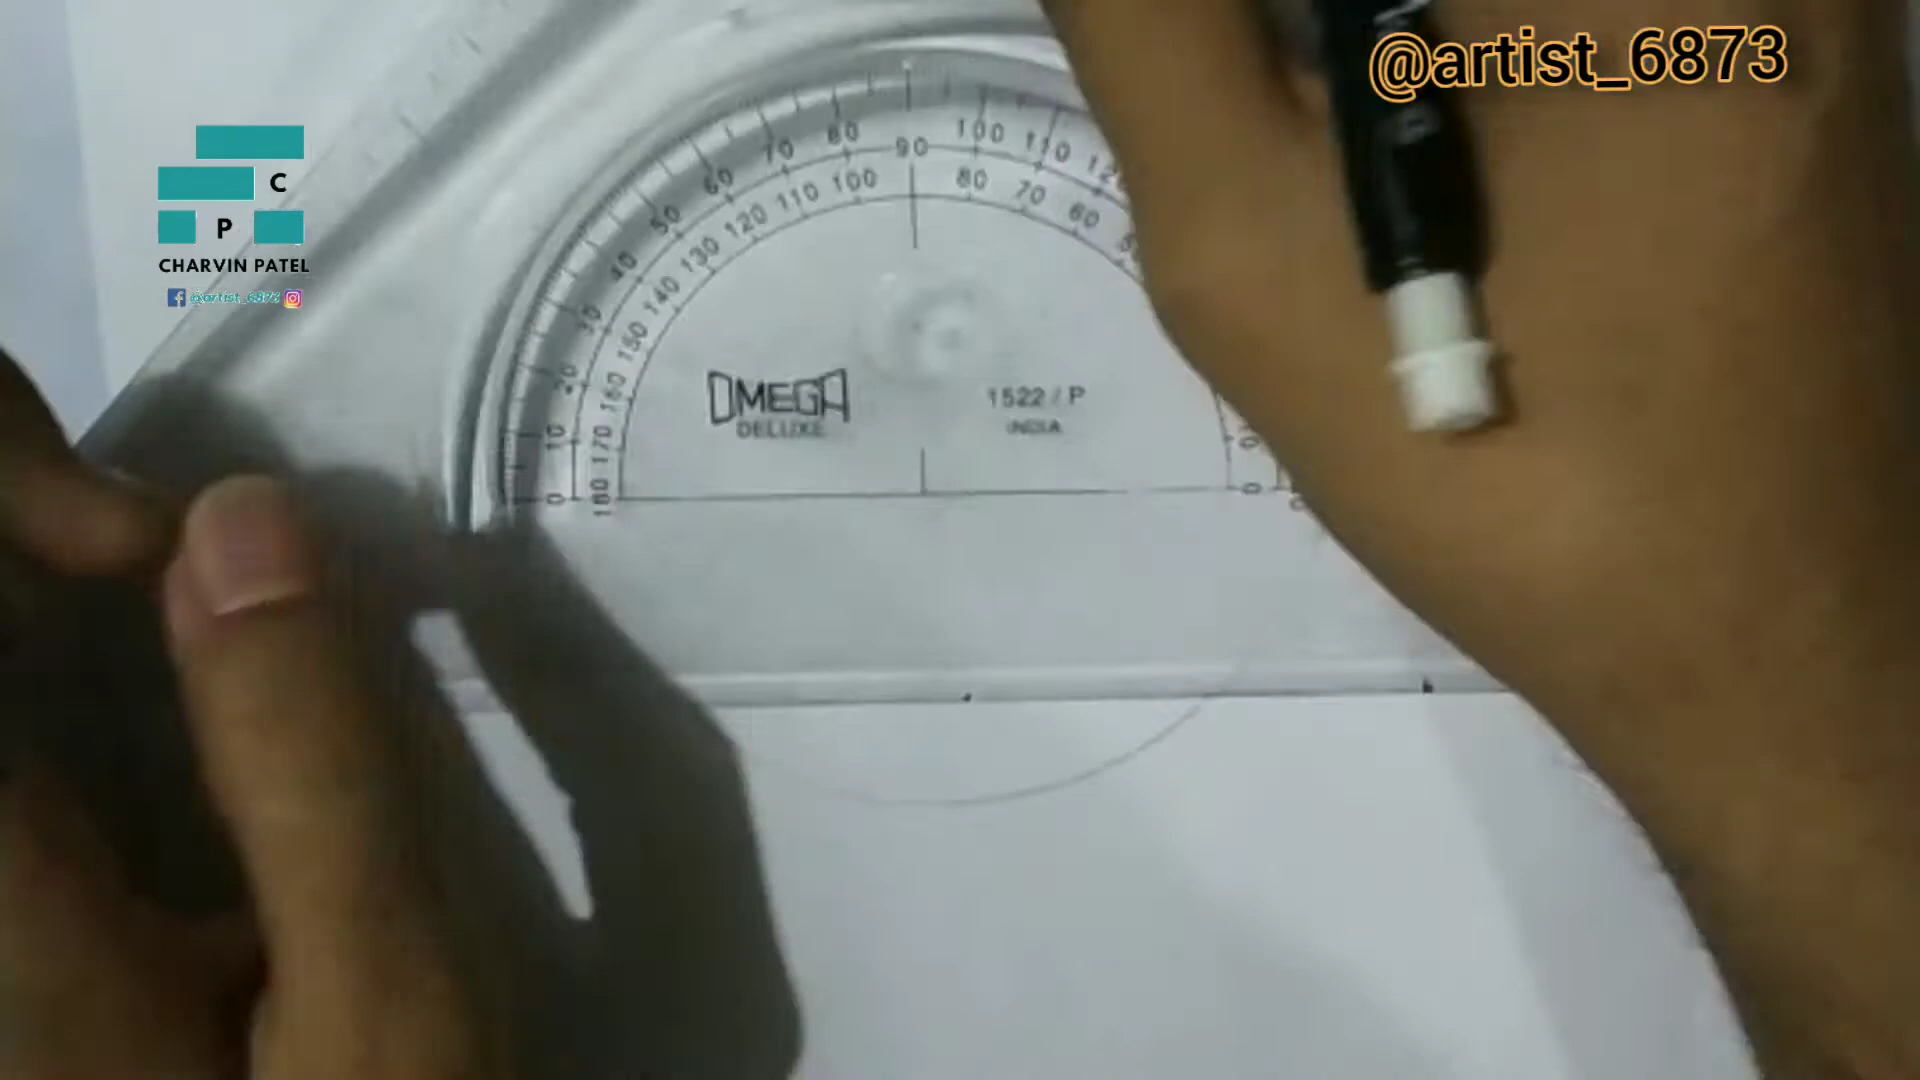 @artist_6873
C
P
CHARVIN PATEL
@artist_6873
80 90 100 110
70
60
50
40
30
20
10
0
100 80 70 60
110
120
130
140
150
160
170
180
0
OMEGA
DELUXE
1522 / P
INDIA